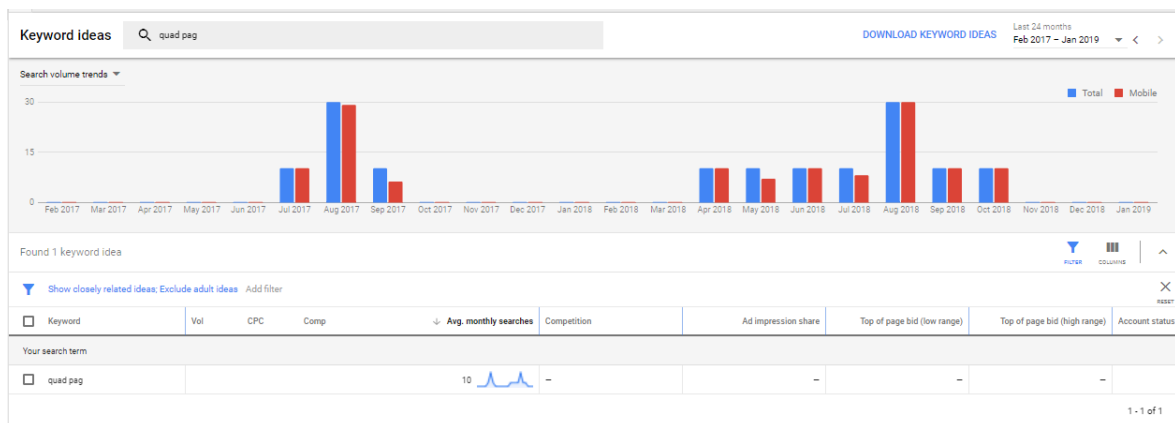 Keyword ideas quad pag DOWNLOAD KEYWORD IDEAS Last 24 months
Feb 2017 – Jan 2019
Search volume trends
Total Mobile
30
15
0
Feb 2017 Mar 2017 Apr 2017 May 2017 Jun 2017 Jul 2017 Aug 2017 Sep 2017 Oct 2017 Nov 2017 Dec 2017 Jan 2018 Feb 2018 Mar 2018 Apr 2018 May 2018 Jun 2018 Jul 2018 Aug 2018 Sep 2018 Oct 2018 Nov 2018 Dec 2018 Jan 2019
Found 1 keyword idea
FILTER COLUMNS
Show closely related ideas; Exclude adult ideas Add filter
RESET
Keyword Vol CPC Comp Avg. monthly searches Competition Ad impression share Top of page bid (low range) Top of page bid (high range) Account status
Your search term
quad pag 10 – – – –
1 - 1 of 1